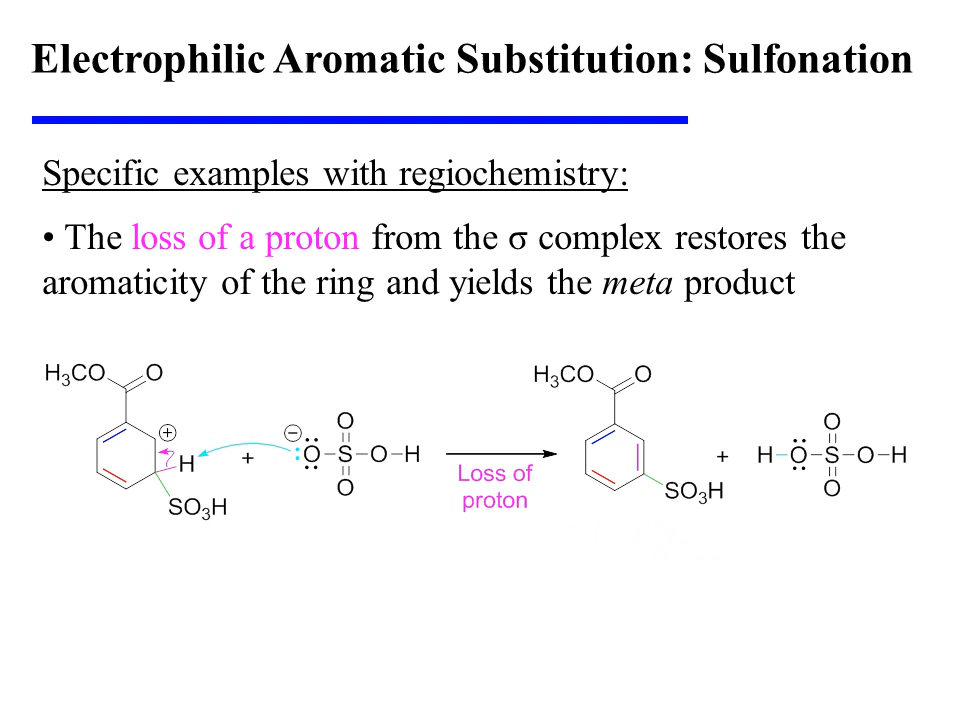 Electrophilic Aromatic Substitution: Sulfonation
Specific examples with regiochemistry:
• The loss of a proton from the σ complex restores the
aromaticity of the ring and yields the meta product
H₃CO O
⊕
H
SO₃H
+
⊖
O
O S O H
O
Loss of
proton
H₃CO O
SO₃H
+
O
H O S O H
O